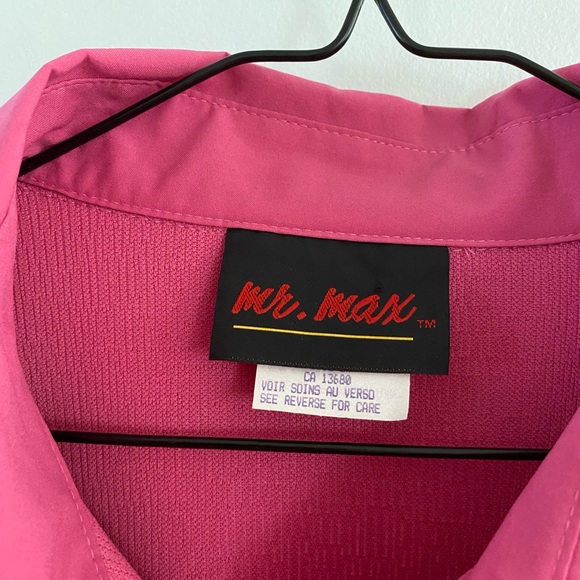 mr. max ™
CA 13680
VOIR SOINS AU VERSO
SEE REVERSE FOR CARE